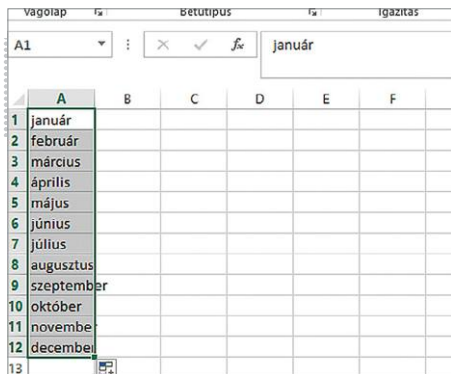 Vágólap Betűtípus Igazítás
A1 fx január
A B C D E F
1 január
2 február
3 március
4 április
5 május
6 június
7 július
8 augusztus
9 szeptember
10 október
11 november
12 december
13